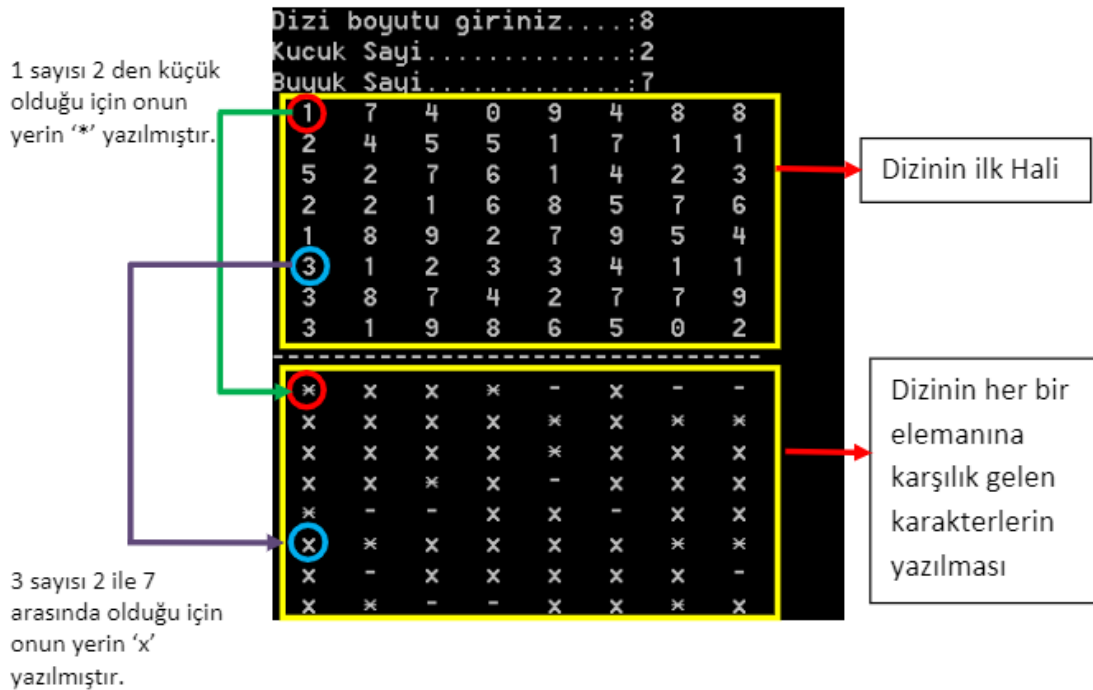 Dizi boyutu giriniz....:8
Kucuk Sayi.............:2
Buyuk Sayi.............:7
1 sayısı 2 den küçük
olduğu için onun
yerin ‘*’ yazılmıştır.
1 7 4 0 9 4 8 8
2 4 5 5 1 7 1 1
5 2 7 6 1 4 2 3
2 2 1 6 8 5 7 6
1 8 9 2 7 9 5 4
3 1 2 3 3 4 1 1
3 8 7 4 2 7 7 9
3 1 9 8 6 5 0 2
Dizinin ilk Hali
--------------------------------
* x x * - x - -
x x x x * x * *
x x x x * x x x
x x * x - x x x
* - - x x - x x
x * x x x x * *
x - x x x x x -
x * - - x x * x
Dizinin her bir
elemanına
karşılık gelen
karakterlerin
yazılması
3 sayısı 2 ile 7
arasında olduğu için
onun yerin ‘x’
yazılmıştır.